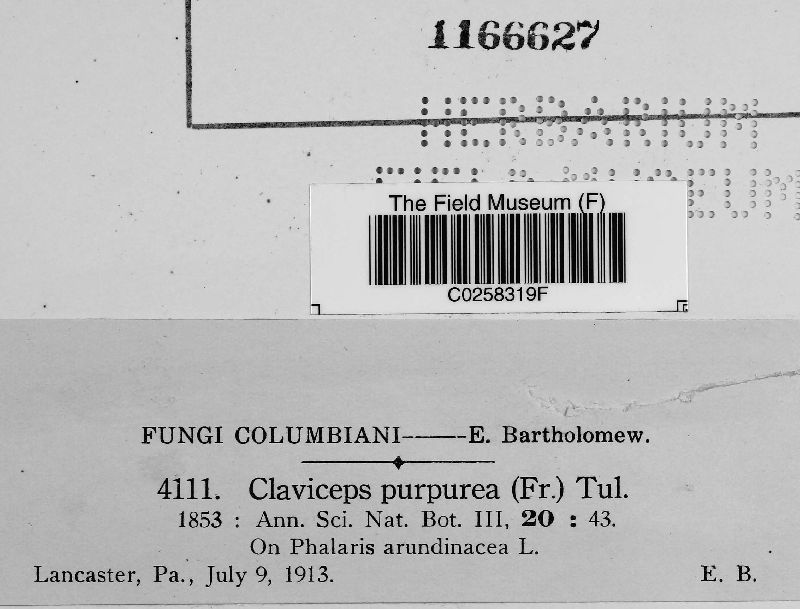 1166627
HERBARIUM
The Field Museum (F)
C0258319F
FUNGI COLUMBIANI——E. Bartholomew.
4111. Claviceps purpurea (Fr.) Tul.
1853 : Ann. Sci. Nat. Bot. III, 20 : 43.
On Phalaris arundinacea L.
Lancaster, Pa., July 9, 1913. E. B.